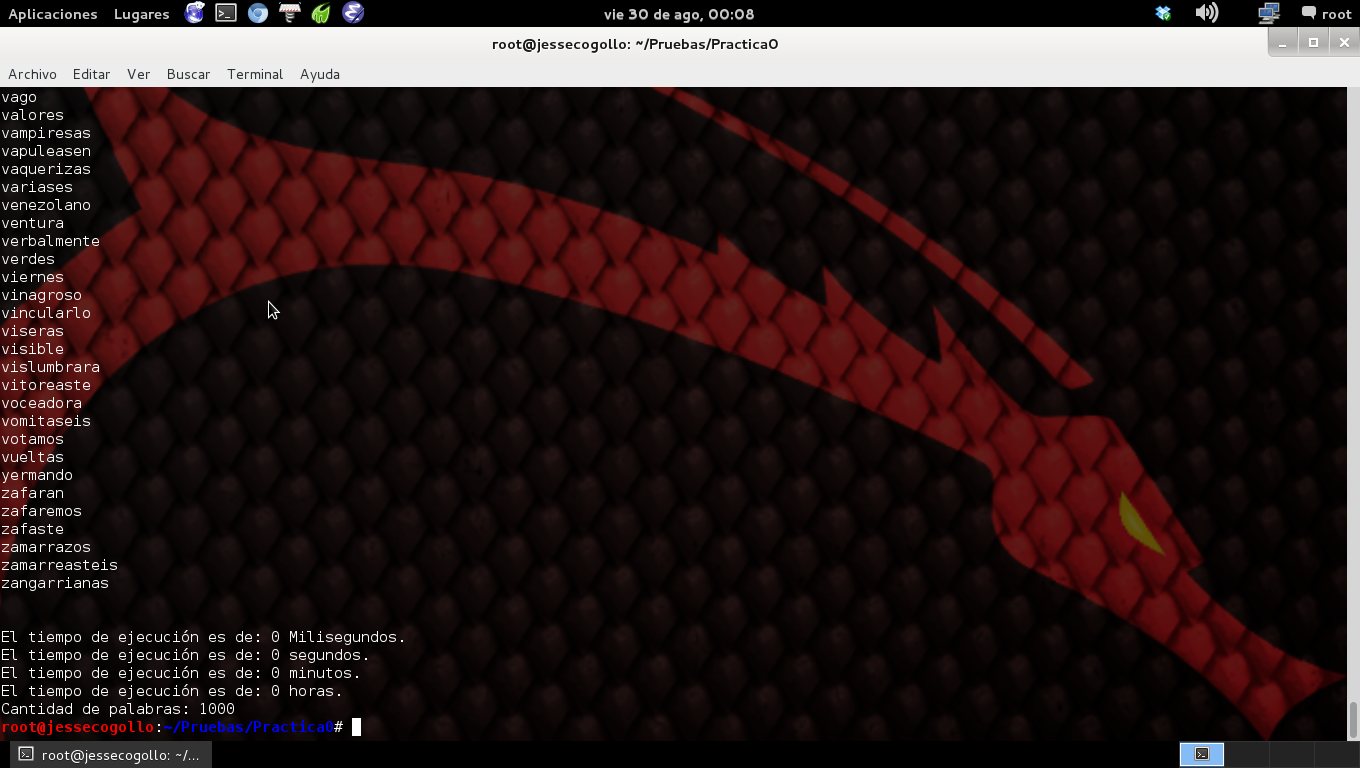 Aplicaciones Lugares vie 30 de ago, 00:08 root
root@jessecogollo: ~/Pruebas/Practica0
Archivo Editar Ver Buscar Terminal Ayuda
vago
valores
vampiresas
vapuleasen
vaquerizas
variases
venezolano
ventura
verbalmente
verdes
viernes
vinagroso
vincularlo
viseras
visible
vislumbrara
vitoreaste
voceadora
vomitaseis
votamos
vueltas
yermando
zafaran
zafaremos
zafaste
zamarrazos
zamarreasteis
zangarrianas
El tiempo de ejecución es de: 0 Milisegundos.
El tiempo de ejecución es de: 0 segundos.
El tiempo de ejecución es de: 0 minutos.
El tiempo de ejecución es de: 0 horas.
Cantidad de palabras: 1000
root@jessecogollo:~/Pruebas/Practica0#
root@jessecogollo: ~/...